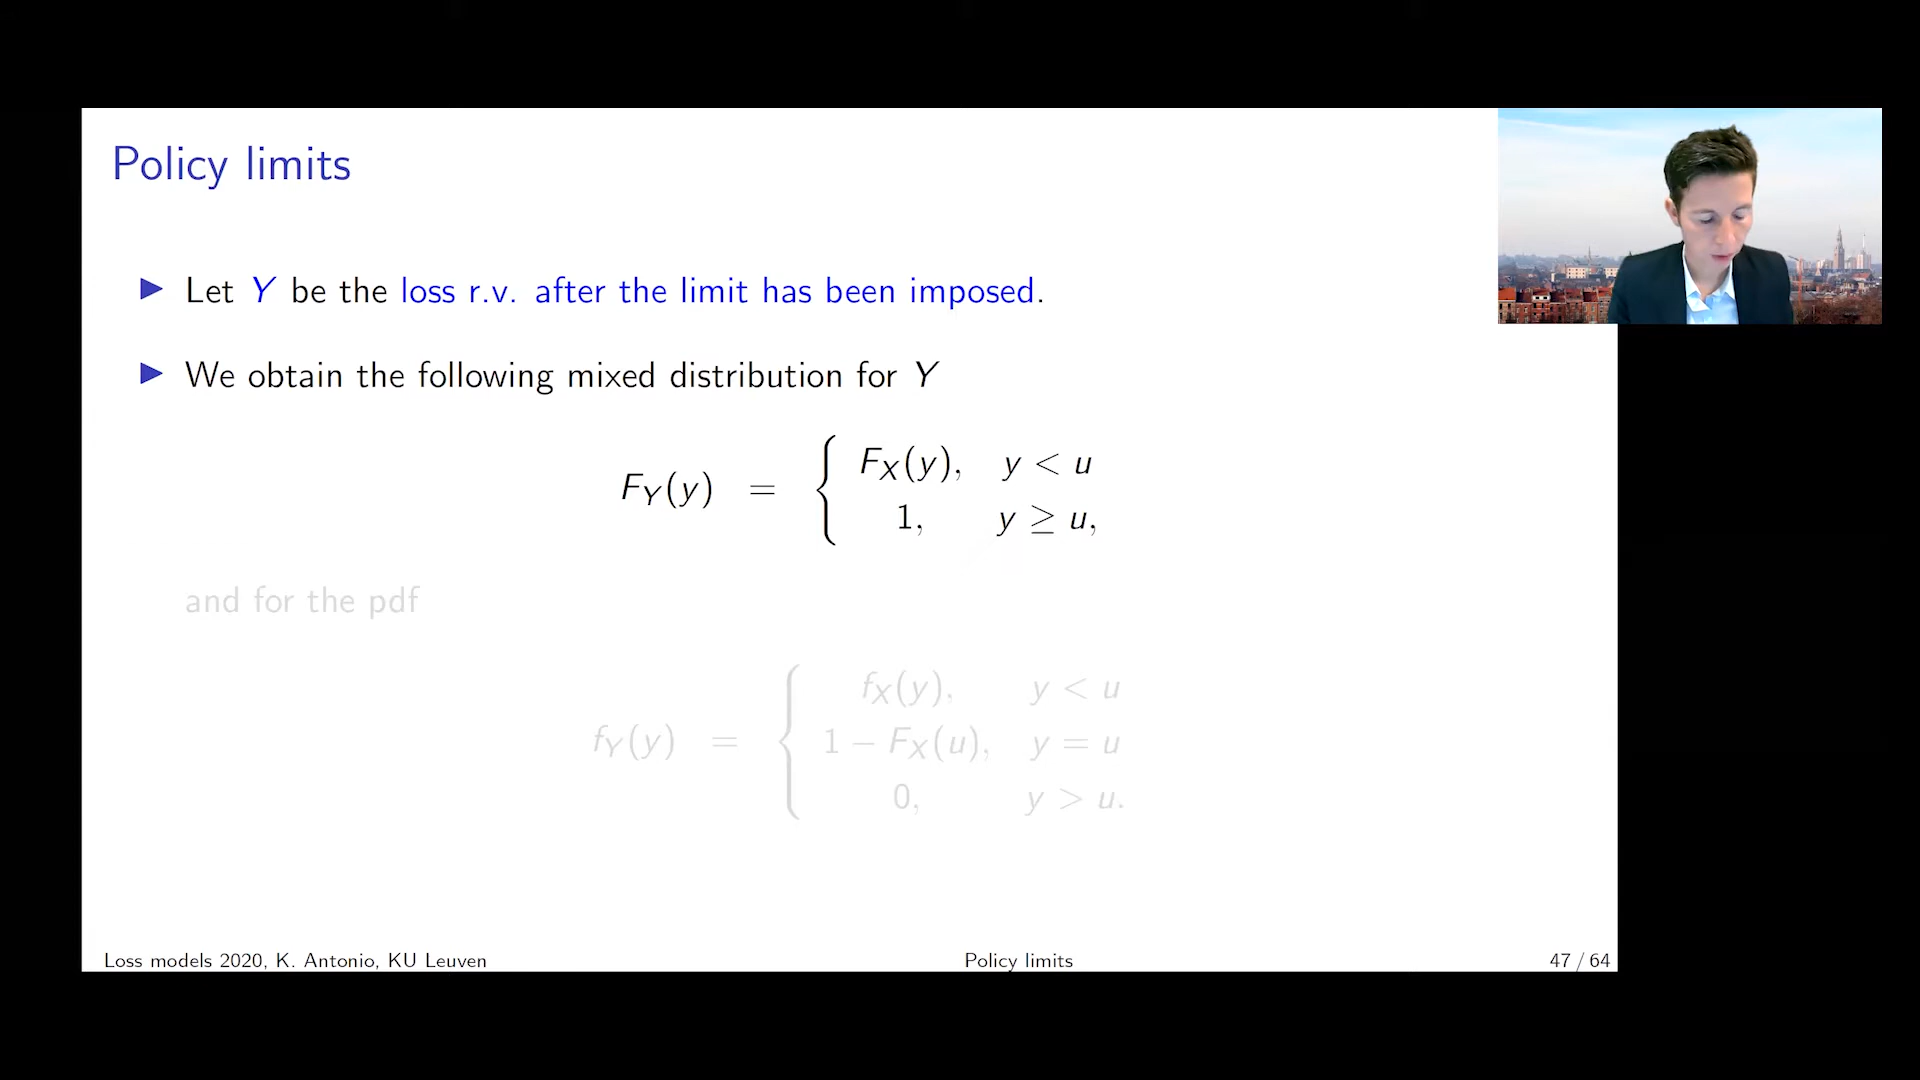 Policy limits
▶ Let Y be the loss r.v. after the limit has been imposed.
▶ We obtain the following mixed distribution for Y
F_Y(y) = { F_X(y), y < u
1, y ≥ u,
and for the pdf
f_Y(y) = { f_X(y), y < u
1 − F_X(u), y = u
0, y > u.
Loss models 2020, K. Antonio, KU Leuven Policy limits 47 / 64